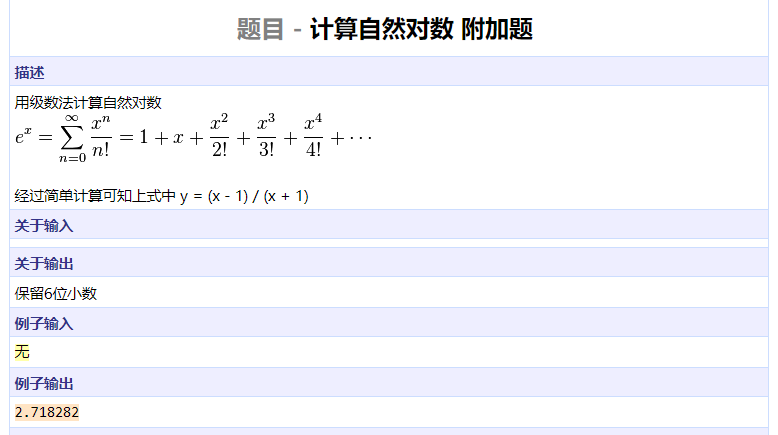 题目 - 计算自然对数 附加题
描述
用级数法计算自然对数
e^x = \sum_{n=0}^{\infty} \frac{x^n}{n!} = 1 + x + \frac{x^2}{2!} + \frac{x^3}{3!} + \frac{x^4}{4!} + \cdots
经过简单计算可知上式中 y = (x - 1) / (x + 1)
关于输入
关于输出
保留6位小数
例子输入
无
例子输出
2.718282